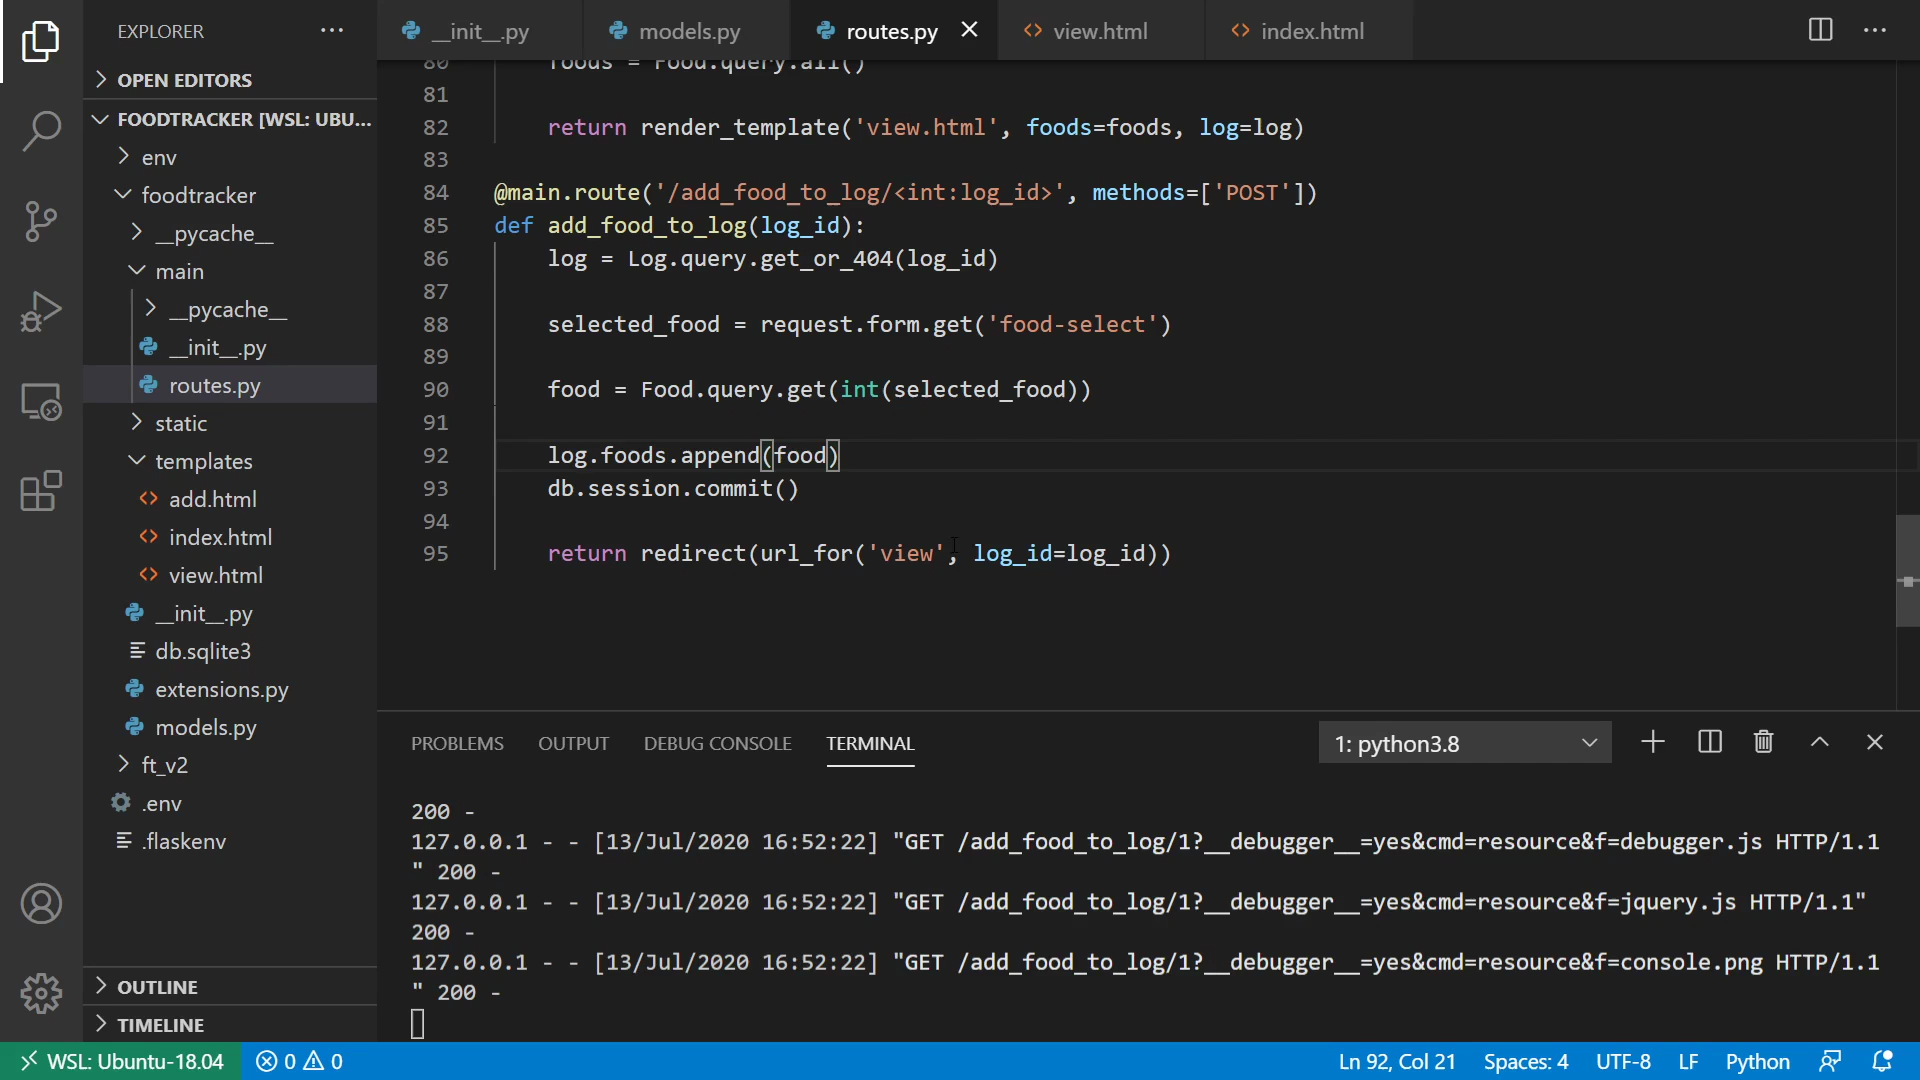 EXPLORER
OPEN EDITORS
FOODTRACKER [WSL: UBU...
env
foodtracker
__pycache__
main
__pycache__
__init__.py
routes.py
static
templates
add.html
index.html
view.html
__init__.py
db.sqlite3
extensions.py
models.py
ft_v2
.env
.flaskenv
OUTLINE
TIMELINE
__init__.py
models.py
routes.py
view.html
index.html
80 foods = Food.query.all()
81
82 return render_template('view.html', foods=foods, log=log)
83
84 @main.route('/add_food_to_log/<int:log_id>', methods=['POST'])
85 def add_food_to_log(log_id):
86 log = Log.query.get_or_404(log_id)
87
88 selected_food = request.form.get('food-select')
89
90 food = Food.query.get(int(selected_food))
91
92 log.foods.append(food)
93 db.session.commit()
94
95 return redirect(url_for('view', log_id=log_id))
PROBLEMS OUTPUT DEBUG CONSOLE TERMINAL
1: python3.8
200 -
127.0.0.1 - - [13/Jul/2020 16:52:22] "GET /add_food_to_log/1?__debugger__=yes&cmd=resource&f=debugger.js HTTP/1.1
" 200 -
127.0.0.1 - - [13/Jul/2020 16:52:22] "GET /add_food_to_log/1?__debugger__=yes&cmd=resource&f=jquery.js HTTP/1.1"
200 -
127.0.0.1 - - [13/Jul/2020 16:52:22] "GET /add_food_to_log/1?__debugger__=yes&cmd=resource&f=console.png HTTP/1.1
" 200 -
WSL: Ubuntu-18.04 0 0 Ln 92, Col 21 Spaces: 4 UTF-8 LF Python